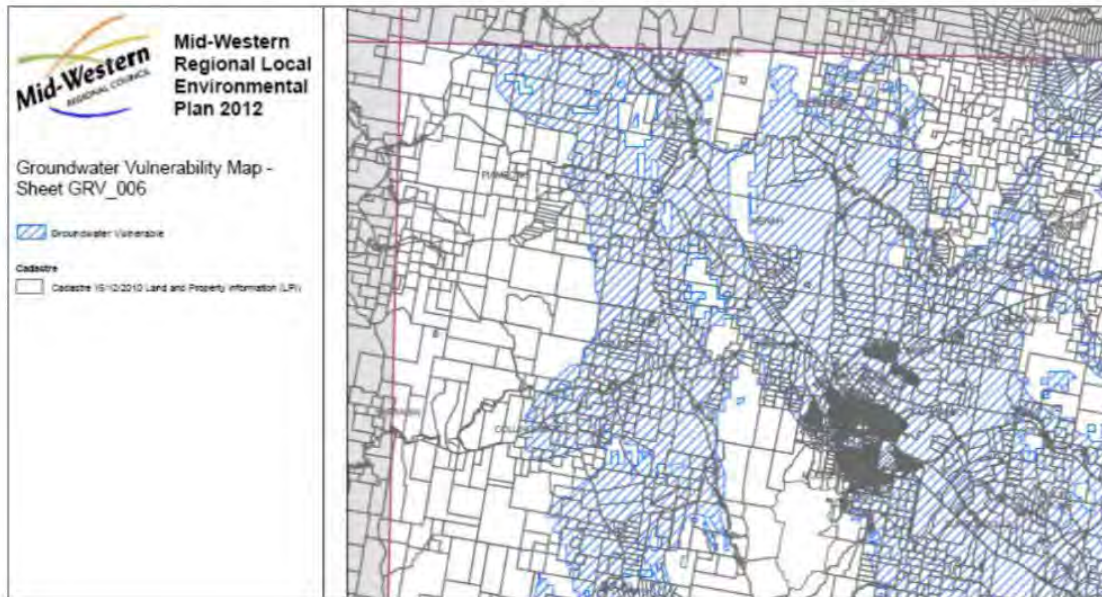 Mid-Western
REGIONAL COUNCIL
Mid-Western
Regional Local
Environmental
Plan 2012
Groundwater Vulnerability Map -
Sheet GRV_006
Groundwater Vulnerable
Cadastre
Cadastre 15/12/2010 Land and Property Information (LPI)